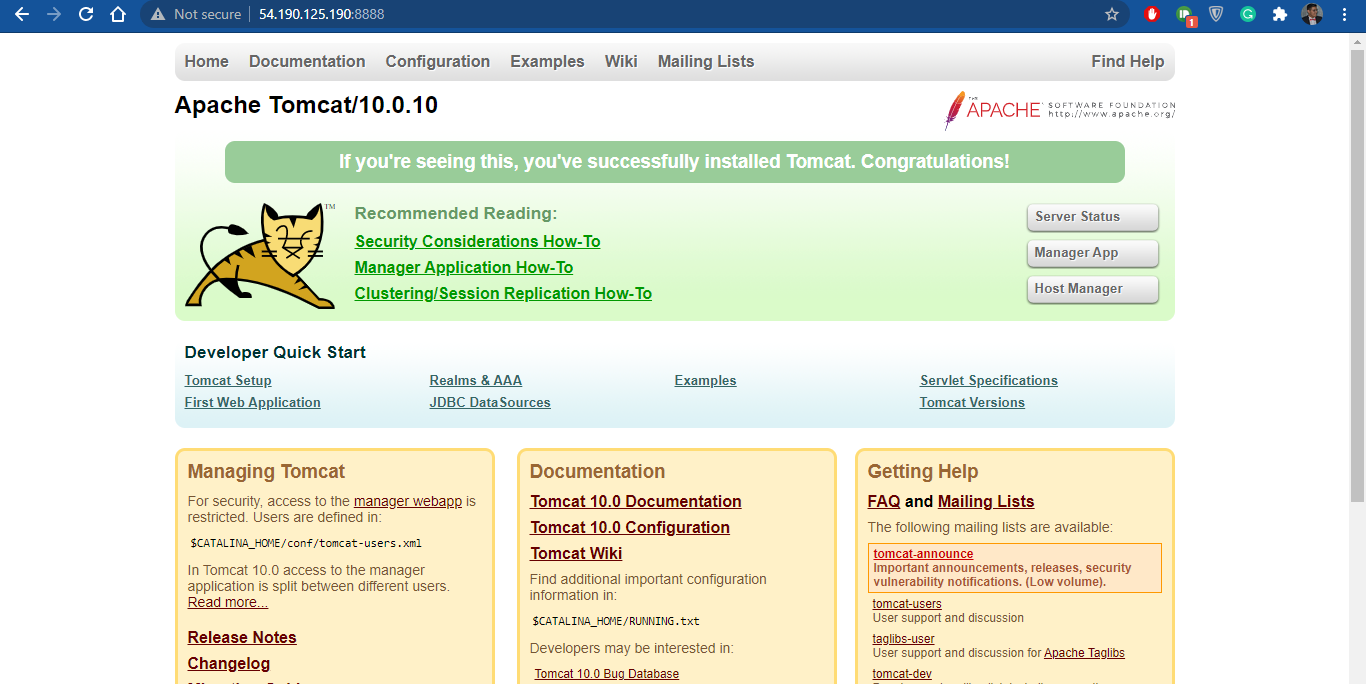 Not secure 54.190.125.190:8888
1
Home Documentation Configuration Examples Wiki Mailing Lists Find Help
Apache Tomcat/10.0.10
THE APACHE SOFTWARE FOUNDATION
http://www.apache.org/
If you're seeing this, you've successfully installed Tomcat. Congratulations!
TM
Recommended Reading:
Security Considerations How-To
Manager Application How-To
Clustering/Session Replication How-To
Server Status
Manager App
Host Manager
Developer Quick Start
Tomcat Setup
First Web Application
Realms & AAA
JDBC DataSources
Examples
Servlet Specifications
Tomcat Versions
Managing Tomcat
For security, access to the manager webapp is
restricted. Users are defined in:
$CATALINA_HOME/conf/tomcat-users.xml
In Tomcat 10.0 access to the manager
application is split between different users.
Read more...
Release Notes
Changelog
Documentation
Tomcat 10.0 Documentation
Tomcat 10.0 Configuration
Tomcat Wiki
Find additional important configuration
information in:
$CATALINA_HOME/RUNNING.txt
Developers may be interested in:
Tomcat 10.0 Bug Database
Getting Help
FAQ and Mailing Lists
The following mailing lists are available:
tomcat-announce
Important announcements, releases, security
vulnerability notifications. (Low volume).
tomcat-users
User support and discussion
taglibs-user
User support and discussion for Apache Taglibs
tomcat-dev